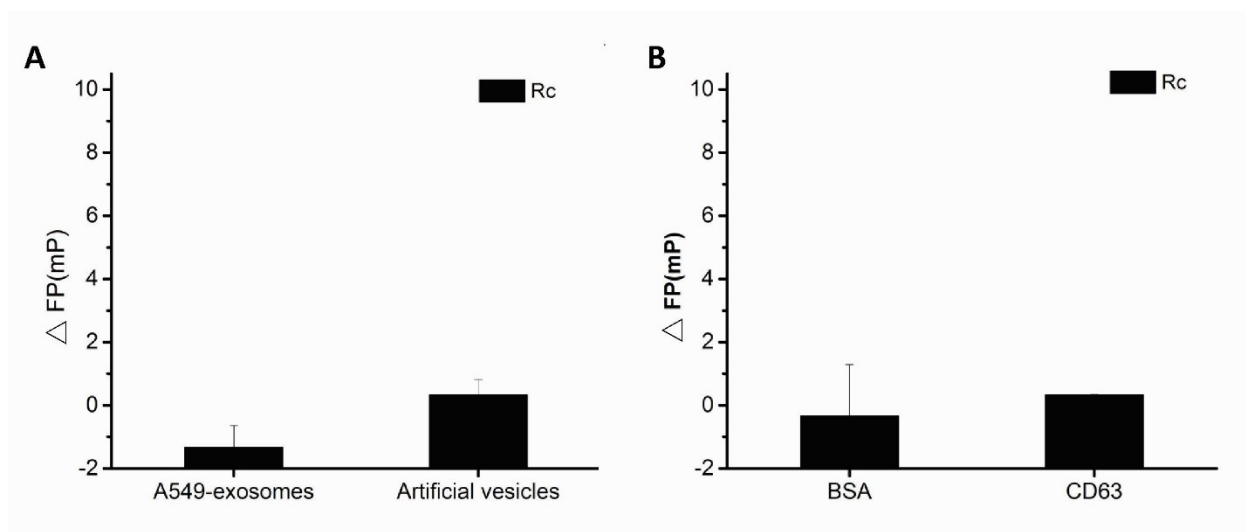 A
Rc
10
8
6
4
2
0
-2
△ FP(mP)
A549-exosomes
Artificial vesicles
B
Rc
10
8
6
4
2
0
-2
△ FP(mP)
BSA
CD63